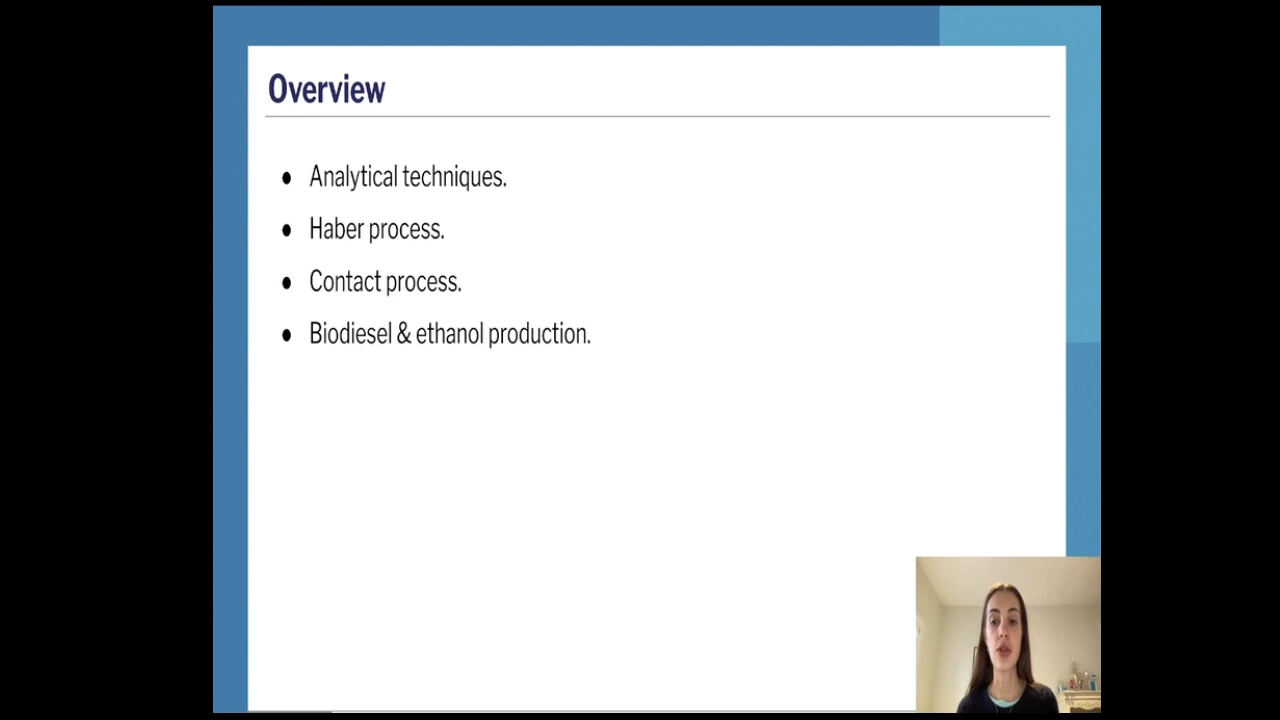 Overview
● Analytical techniques.
● Haber process.
● Contact process.
● Biodiesel & ethanol production.